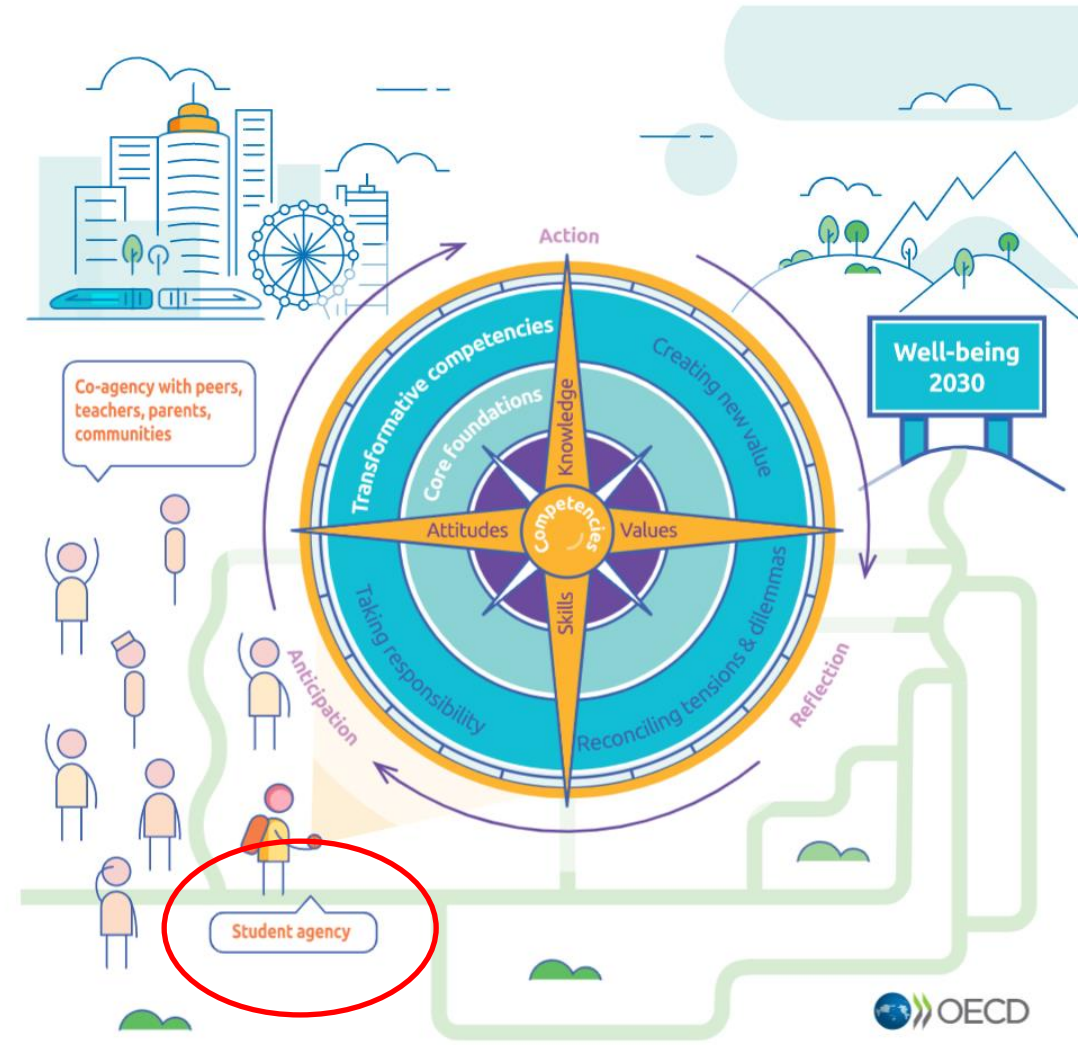 Action
Transformative competencies
Creating new value
Core foundations
Knowledge
Well-being
2030
Co-agency with peers,
teachers, parents,
communities
Attitudes
Competencies
Values
Skills
Taking responsibility
Reconciling tensions & dilemmas
Anticipation
Reflection
Student agency
OECD